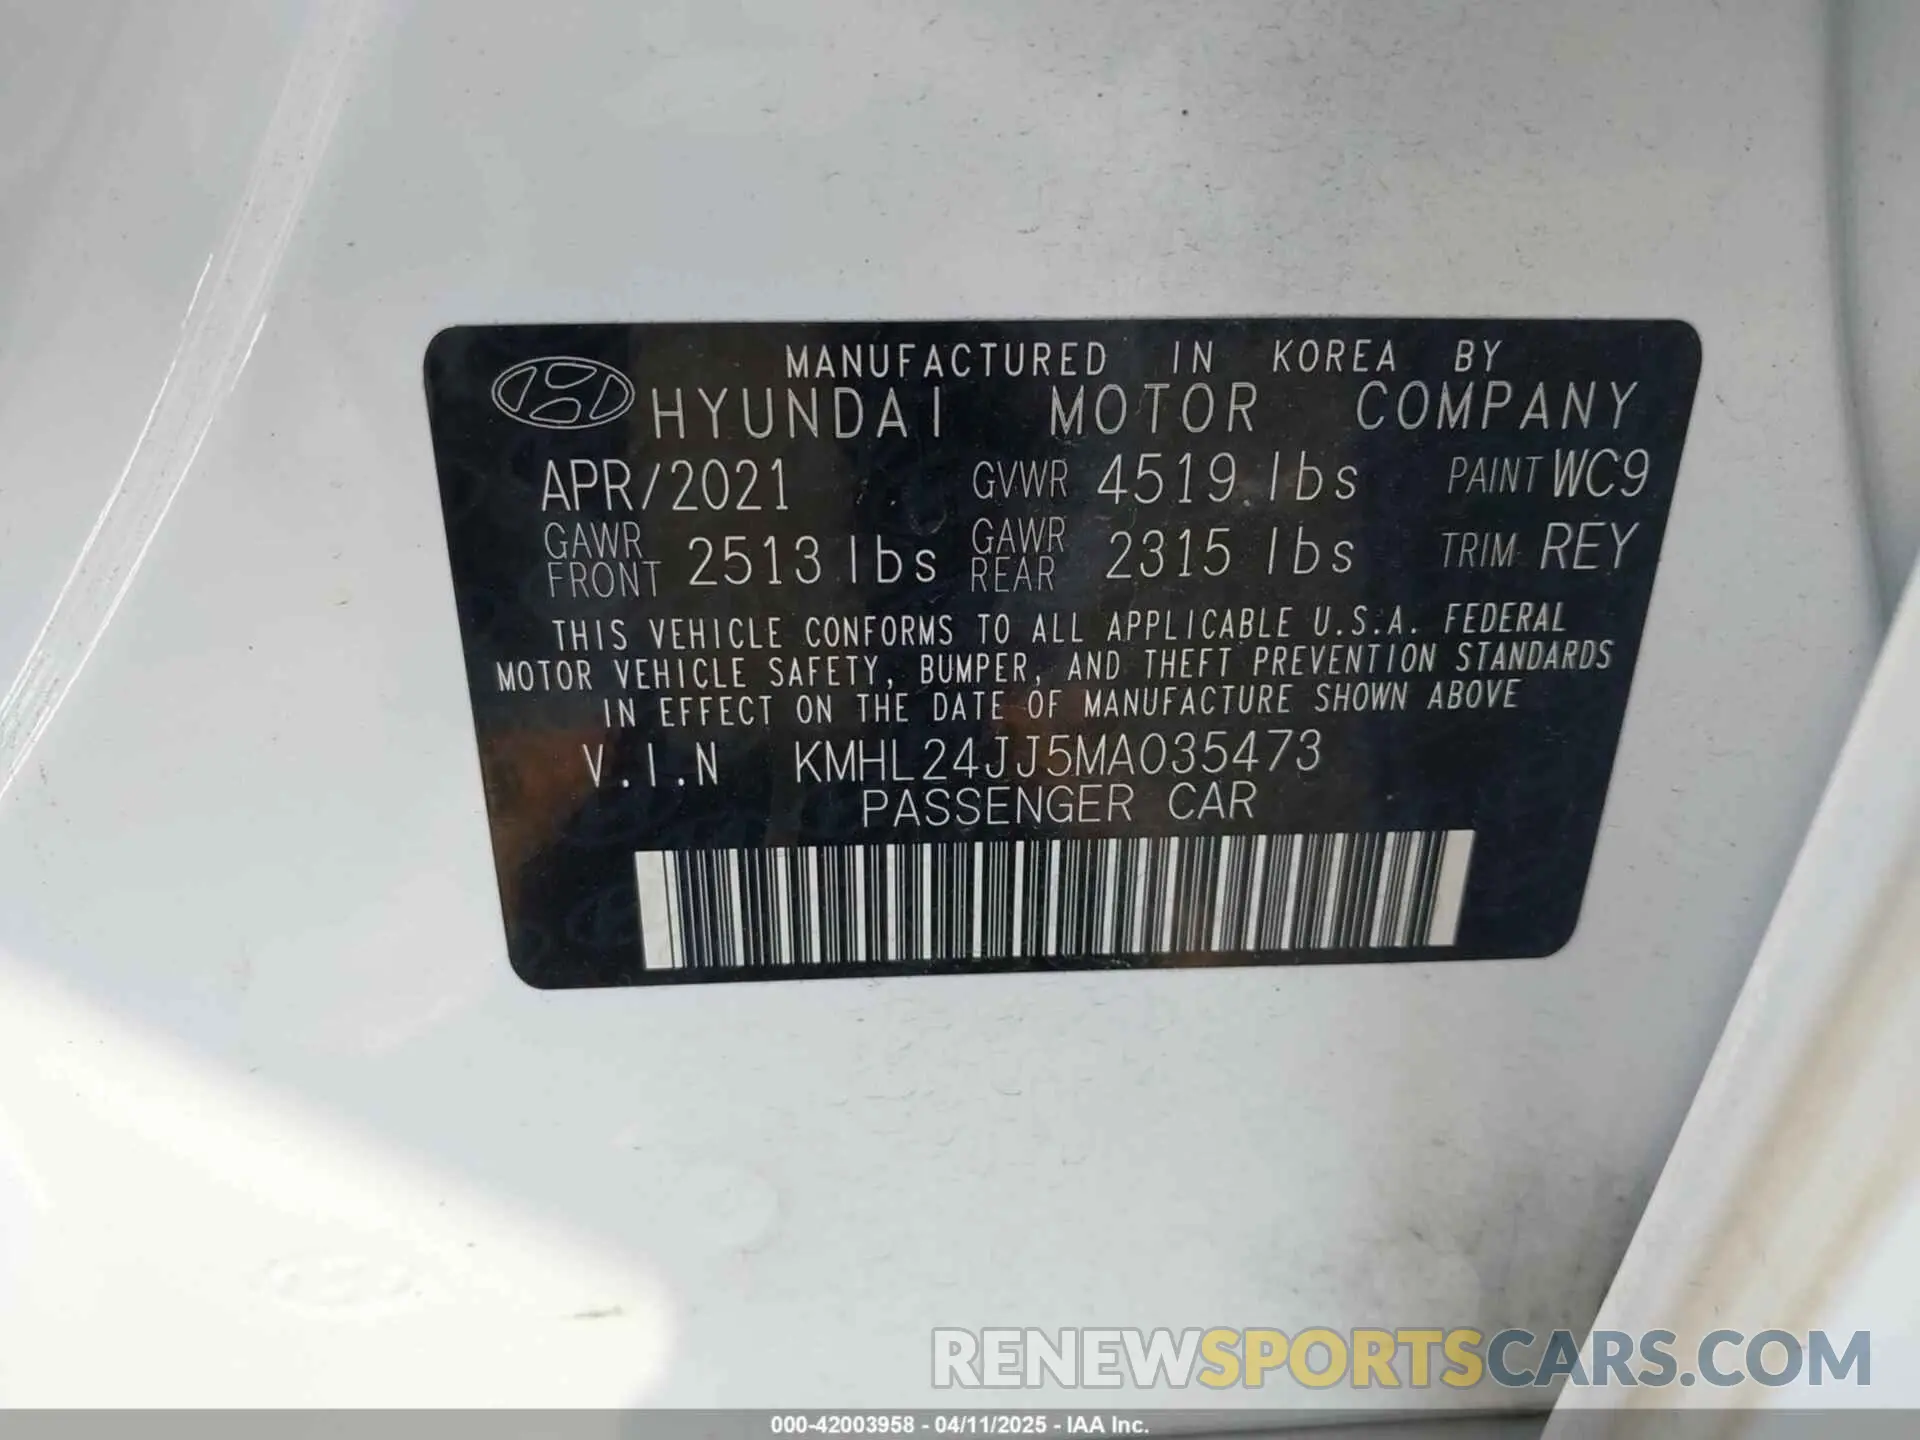 MANUFACTURED IN KOREA BY
HYUNDAI MOTOR COMPANY
APR/2021 GVWR 4519 lbs PAINT WC9
GAWR FRONT 2513 lbs GAWR REAR 2315 lbs TRIM REY
THIS VEHICLE CONFORMS TO ALL APPLICABLE U.S.A. FEDERAL
MOTOR VEHICLE SAFETY, BUMPER, AND THEFT PREVENTION STANDARDS
IN EFFECT ON THE DATE OF MANUFACTURE SHOWN ABOVE
V.I.N KMHL24JJ5MA035473
PASSENGER CAR
RENEWSPORTSCARS.COM
000-42003958 - 04/11/2025 - IAA Inc.